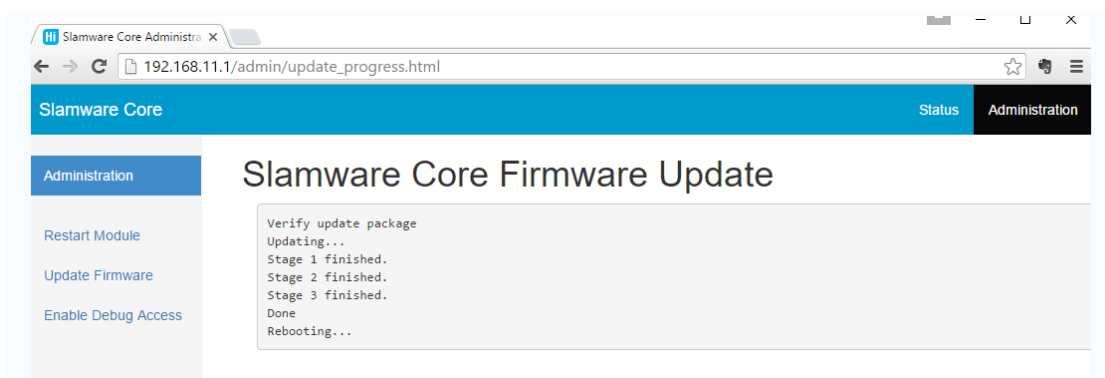 Hi Slamware Core Administra
192.168.11.1/admin/update_progress.html
Slamware Core Status Administration
Administration
Slamware Core Firmware Update
Restart Module
Update Firmware
Enable Debug Access
Verify update package
Updating...
Stage 1 finished.
Stage 2 finished.
Stage 3 finished.
Done
Rebooting...